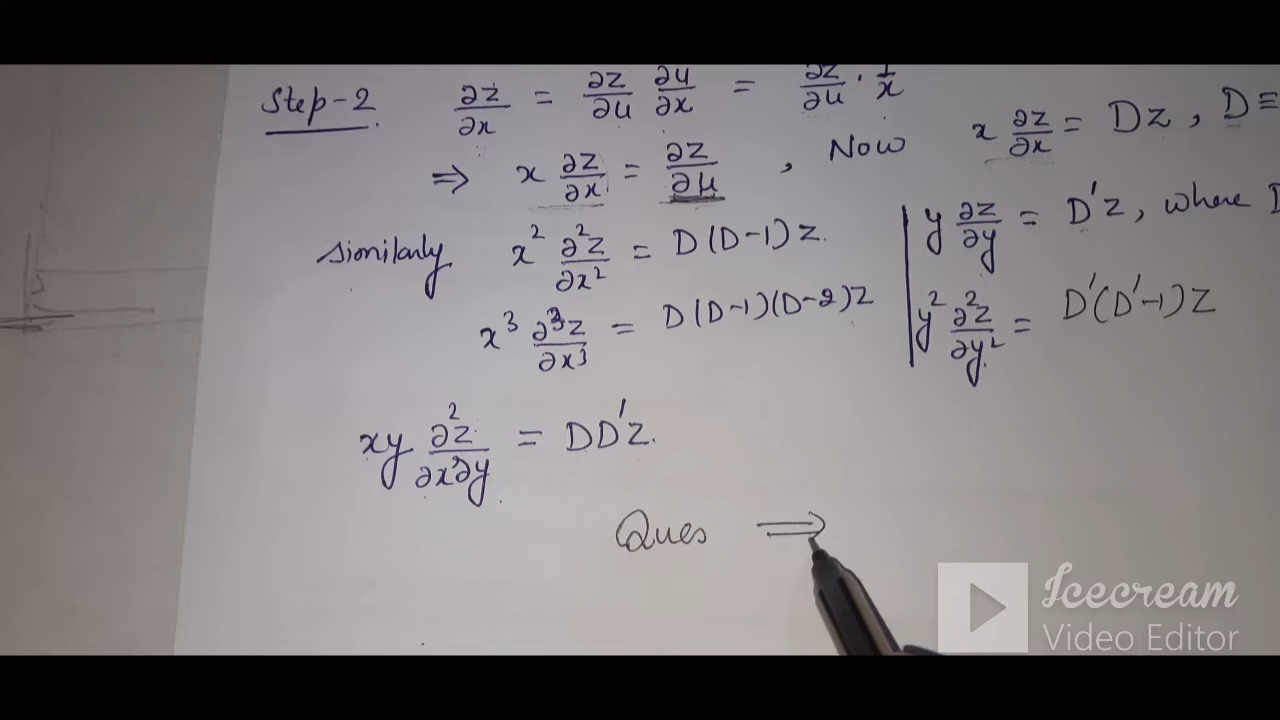 Step-2 ∂z/∂x = ∂z/∂u ∂u/∂x = ∂z/∂u · 1/x
⇒ x ∂z/∂x = ∂z/∂u , Now x ∂z/∂x = Dz , D ≡
Similarly x² ∂²z/∂x² = D(D-1)z.
y ∂z/∂y = D'z, where D
x³ ∂³z/∂x³ = D(D-1)(D-2)z
y² ∂²z/∂y² = D'(D'-1)z
xy ∂²z/∂x∂y = DD'z.
Ques ⇒
Icecream
Video Editor